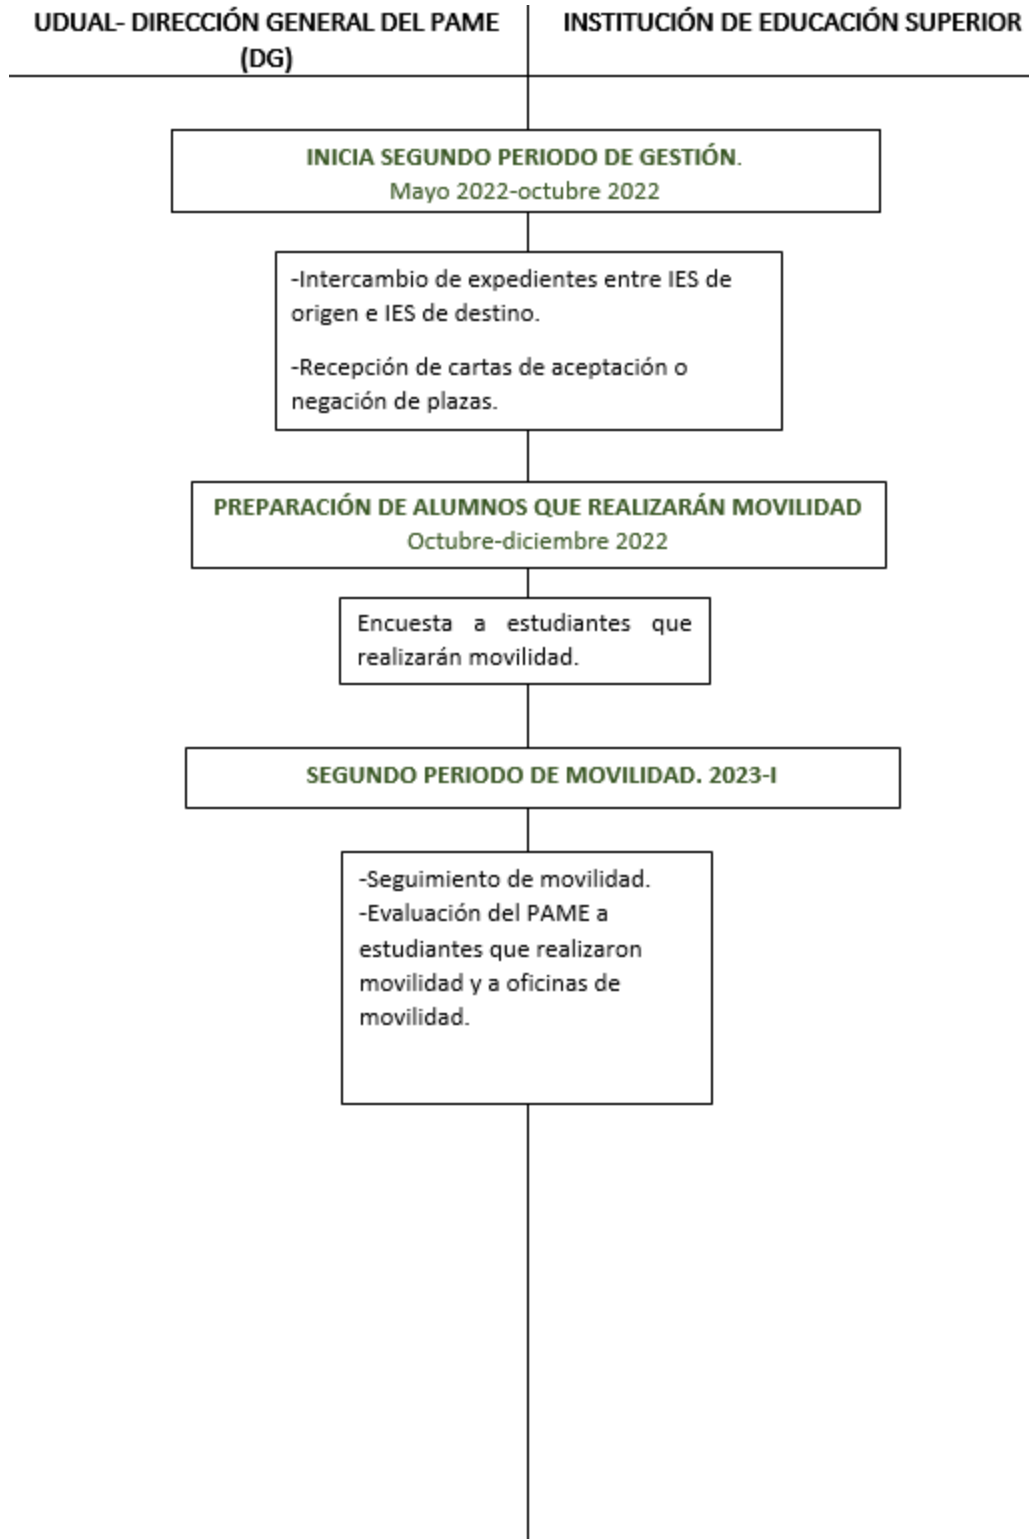 UDUAL- DIRECCIÓN GENERAL DEL PAME
(DG)
INSTITUCIÓN DE EDUCACIÓN SUPERIOR
INICIA SEGUNDO PERIODO DE GESTIÓN.
Mayo 2022-octubre 2022
-Intercambio de expedientes entre IES de
origen e IES de destino.
-Recepción de cartas de aceptación o
negación de plazas.
PREPARACIÓN DE ALUMNOS QUE REALIZARÁN MOVILIDAD
Octubre-diciembre 2022
Encuesta a estudiantes que
realizarán movilidad.
SEGUNDO PERIODO DE MOVILIDAD. 2023-I
-Seguimiento de movilidad.
-Evaluación del PAME a
estudiantes que realizaron
movilidad y a oficinas de
movilidad.